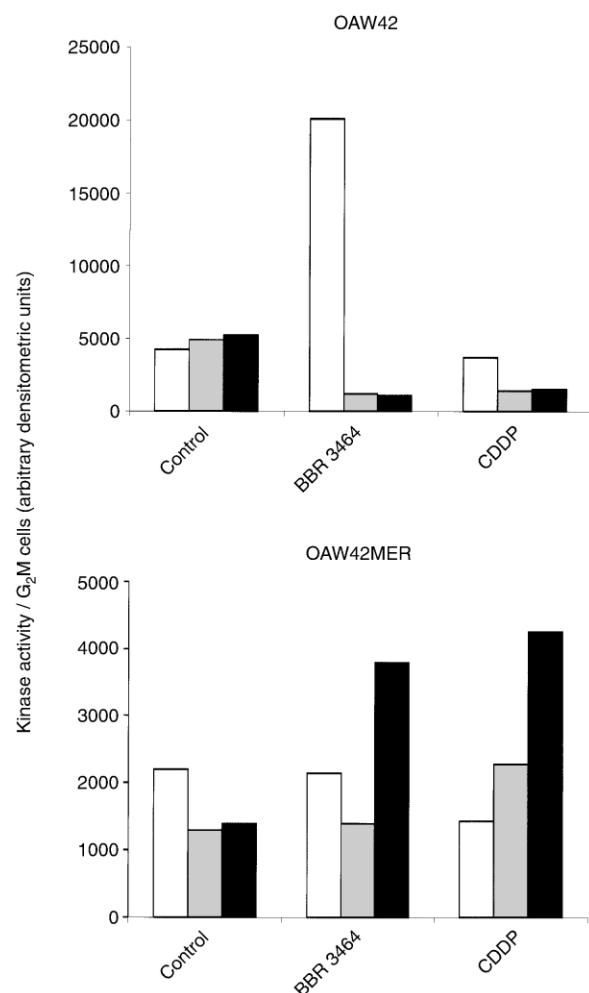 OAW42
25000
20000
15000
10000
5000
0
Control
BBR 3464
CDDP
Kinase activity / G₂M cells (arbitrary densitometric units)
OAW42MER
5000
4000
3000
2000
1000
0
Control
BBR 3464
CDDP